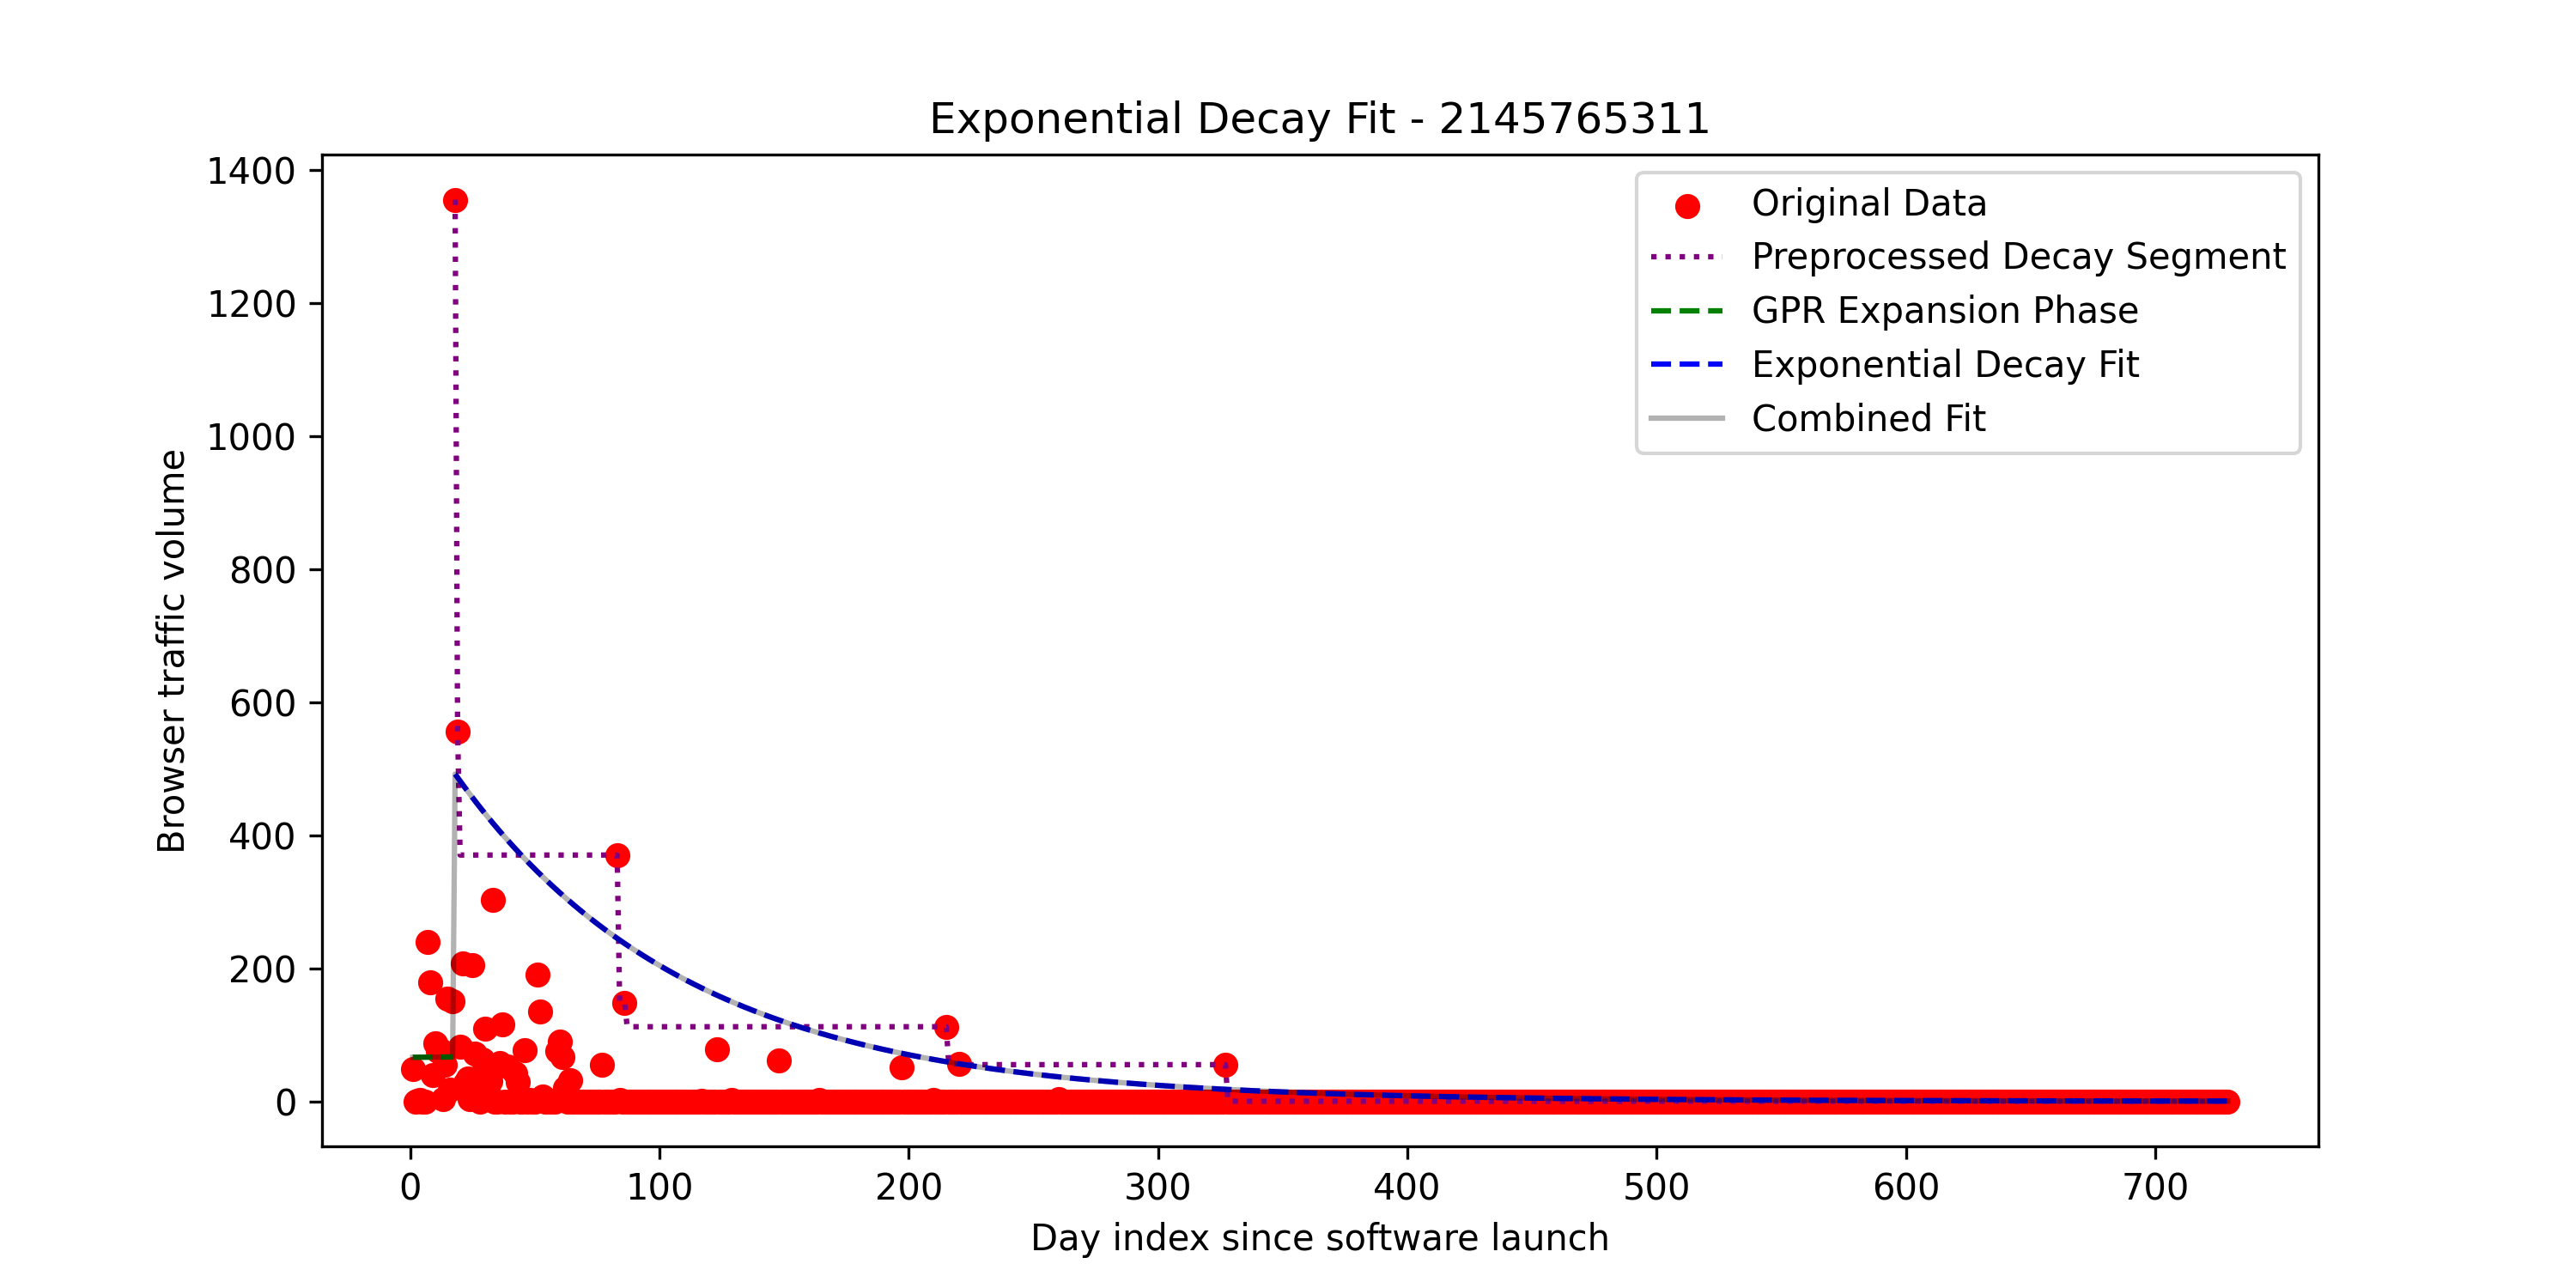 Exponential Decay Fit - 2145765311
Browser traffic volume
1400
1200
1000
800
600
400
200
0
Original Data
Preprocessed Decay Segment
GPR Expansion Phase
Exponential Decay Fit
Combined Fit
0 100 200 300 400 500 600 700
Day index since software launch